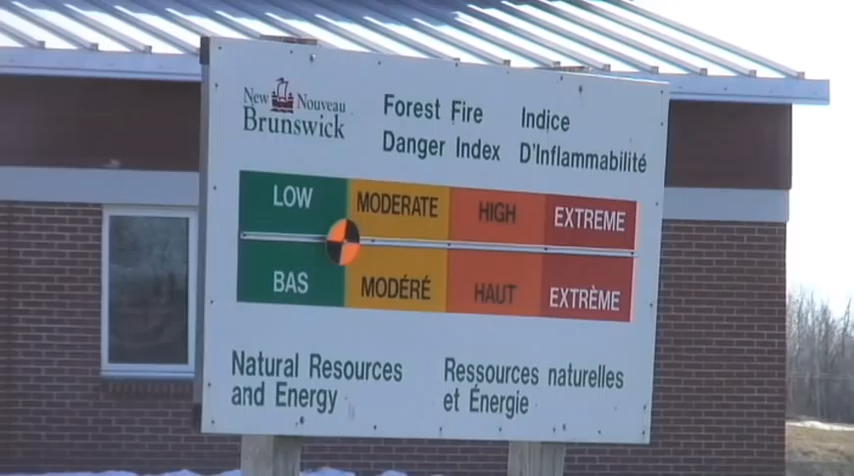 New Nouveau
Brunswick
Forest Fire
Danger Index
Indice
D'Inflammabilité
LOW MODERATE HIGH EXTREME
BAS MODÉRÉ HAUT EXTRÈME
Natural Resources
and Energy
Ressources naturelles
et Énergie